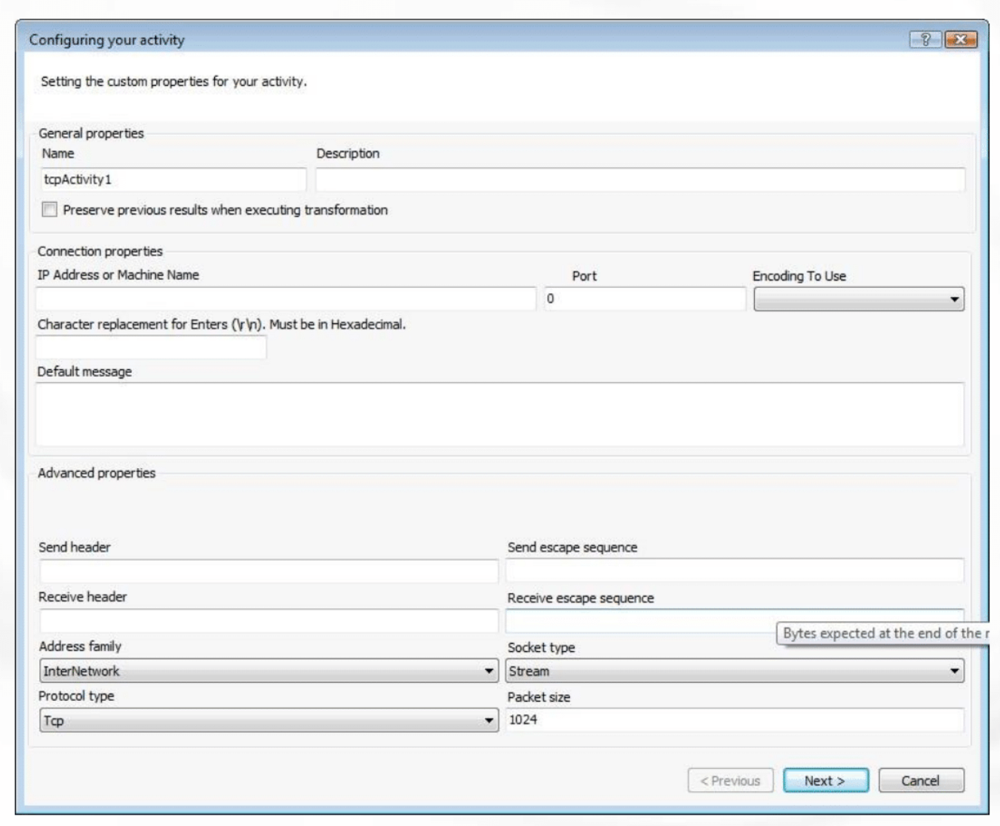 Configuring your activity
?
Setting the custom properties for your activity.
General properties
Name Description
tcpActivity1
Preserve previous results when executing transformation
Connection properties
IP Address or Machine Name Port Encoding To Use
0
Character replacement for Enters (\r\n). Must be in Hexadecimal.
Default message
Advanced properties
Send header Send escape sequence
Receive header Receive escape sequence
Bytes expected at the end of the
Address family Socket type
InterNetwork Stream
Protocol type Packet size
Tcp 1024
< Previous Next > Cancel